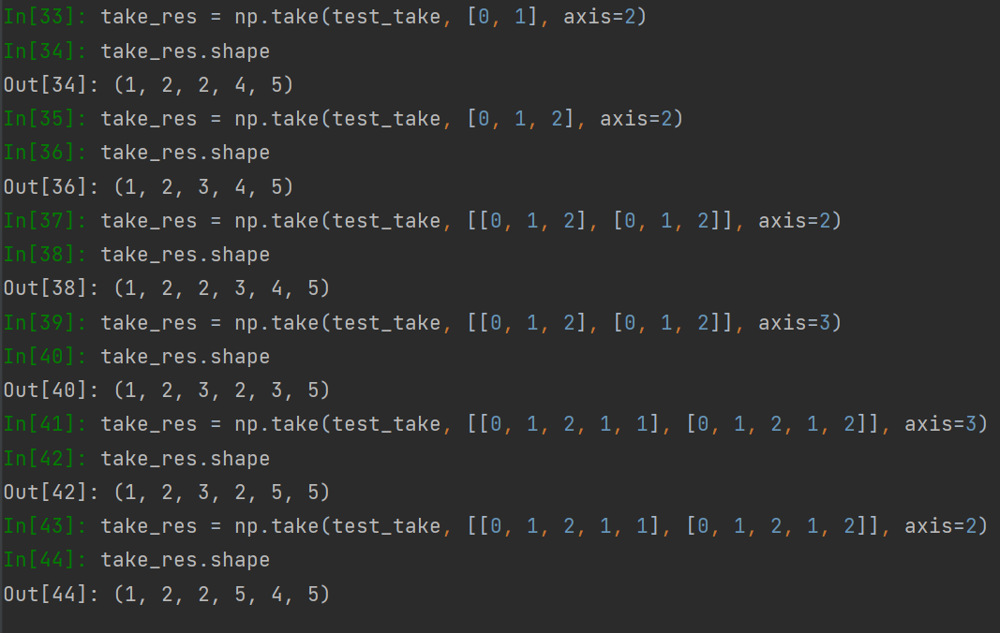 In[33]: take_res = np.take(test_take, [0, 1], axis=2)
In[34]: take_res.shape
Out[34]: (1, 2, 2, 4, 5)
In[35]: take_res = np.take(test_take, [0, 1, 2], axis=2)
In[36]: take_res.shape
Out[36]: (1, 2, 3, 4, 5)
In[37]: take_res = np.take(test_take, [[0, 1, 2], [0, 1, 2]], axis=2)
In[38]: take_res.shape
Out[38]: (1, 2, 2, 3, 4, 5)
In[39]: take_res = np.take(test_take, [[0, 1, 2], [0, 1, 2]], axis=3)
In[40]: take_res.shape
Out[40]: (1, 2, 3, 2, 3, 5)
In[41]: take_res = np.take(test_take, [[0, 1, 2, 1, 1], [0, 1, 2, 1, 2]], axis=3)
In[42]: take_res.shape
Out[42]: (1, 2, 3, 2, 5, 5)
In[43]: take_res = np.take(test_take, [[0, 1, 2, 1, 1], [0, 1, 2, 1, 2]], axis=2)
In[44]: take_res.shape
Out[44]: (1, 2, 2, 5, 4, 5)